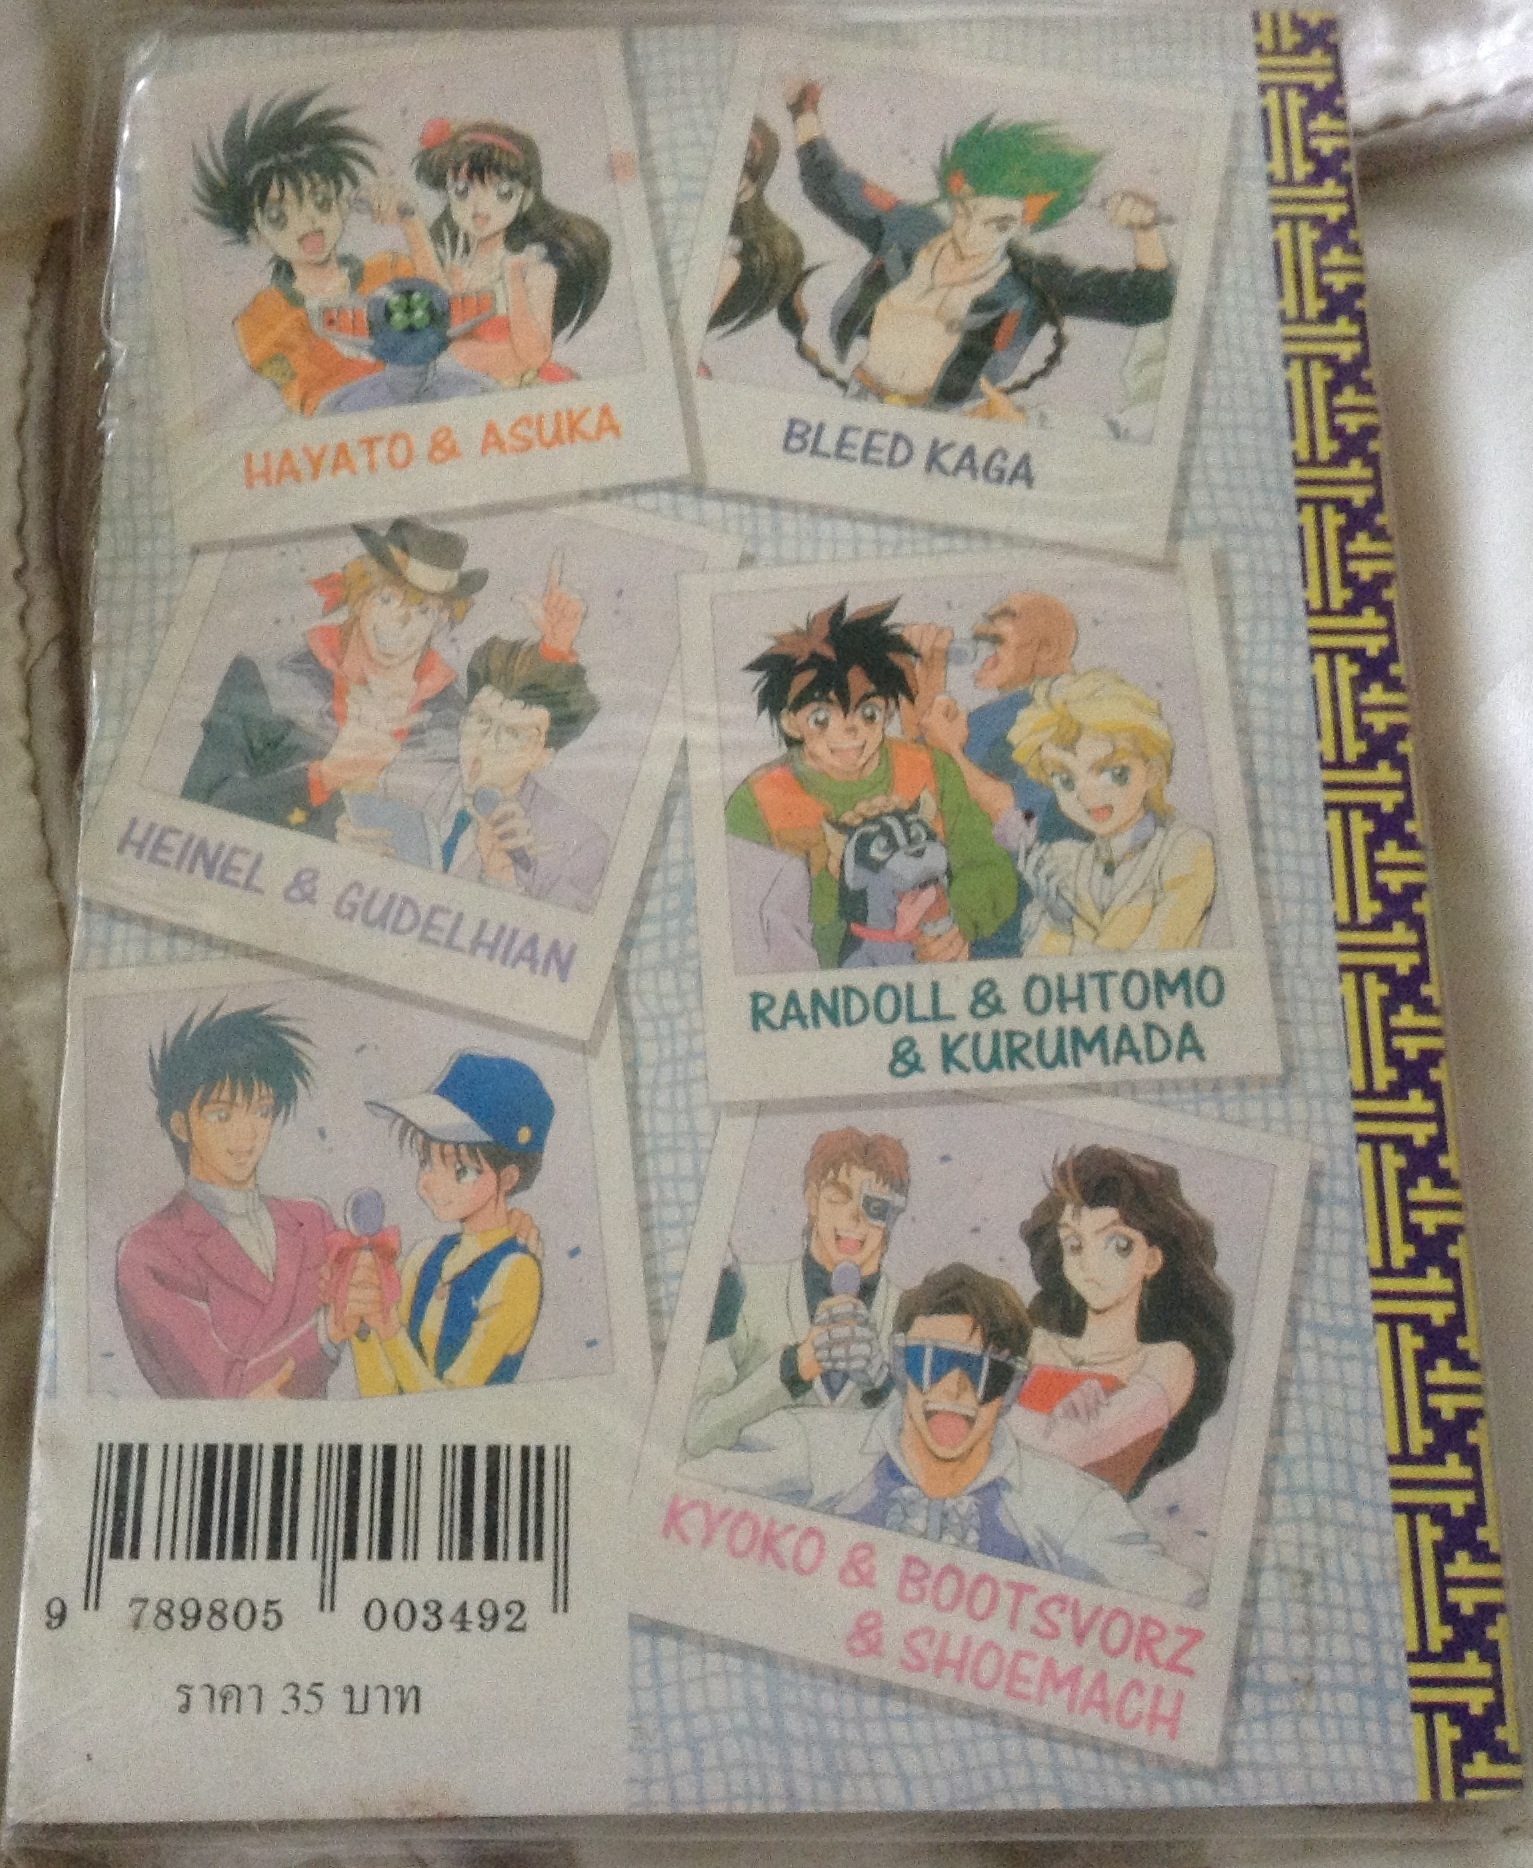 HAYATO & ASUKA
BLEED KAGA
HEINEL & GUDELHIAN
RANDOLL & OHTOMO
& KURUMADA
KYOKO & BOOTSVORZ
& SHOEMACH
9 789805 003492
ราคา 35 บาท